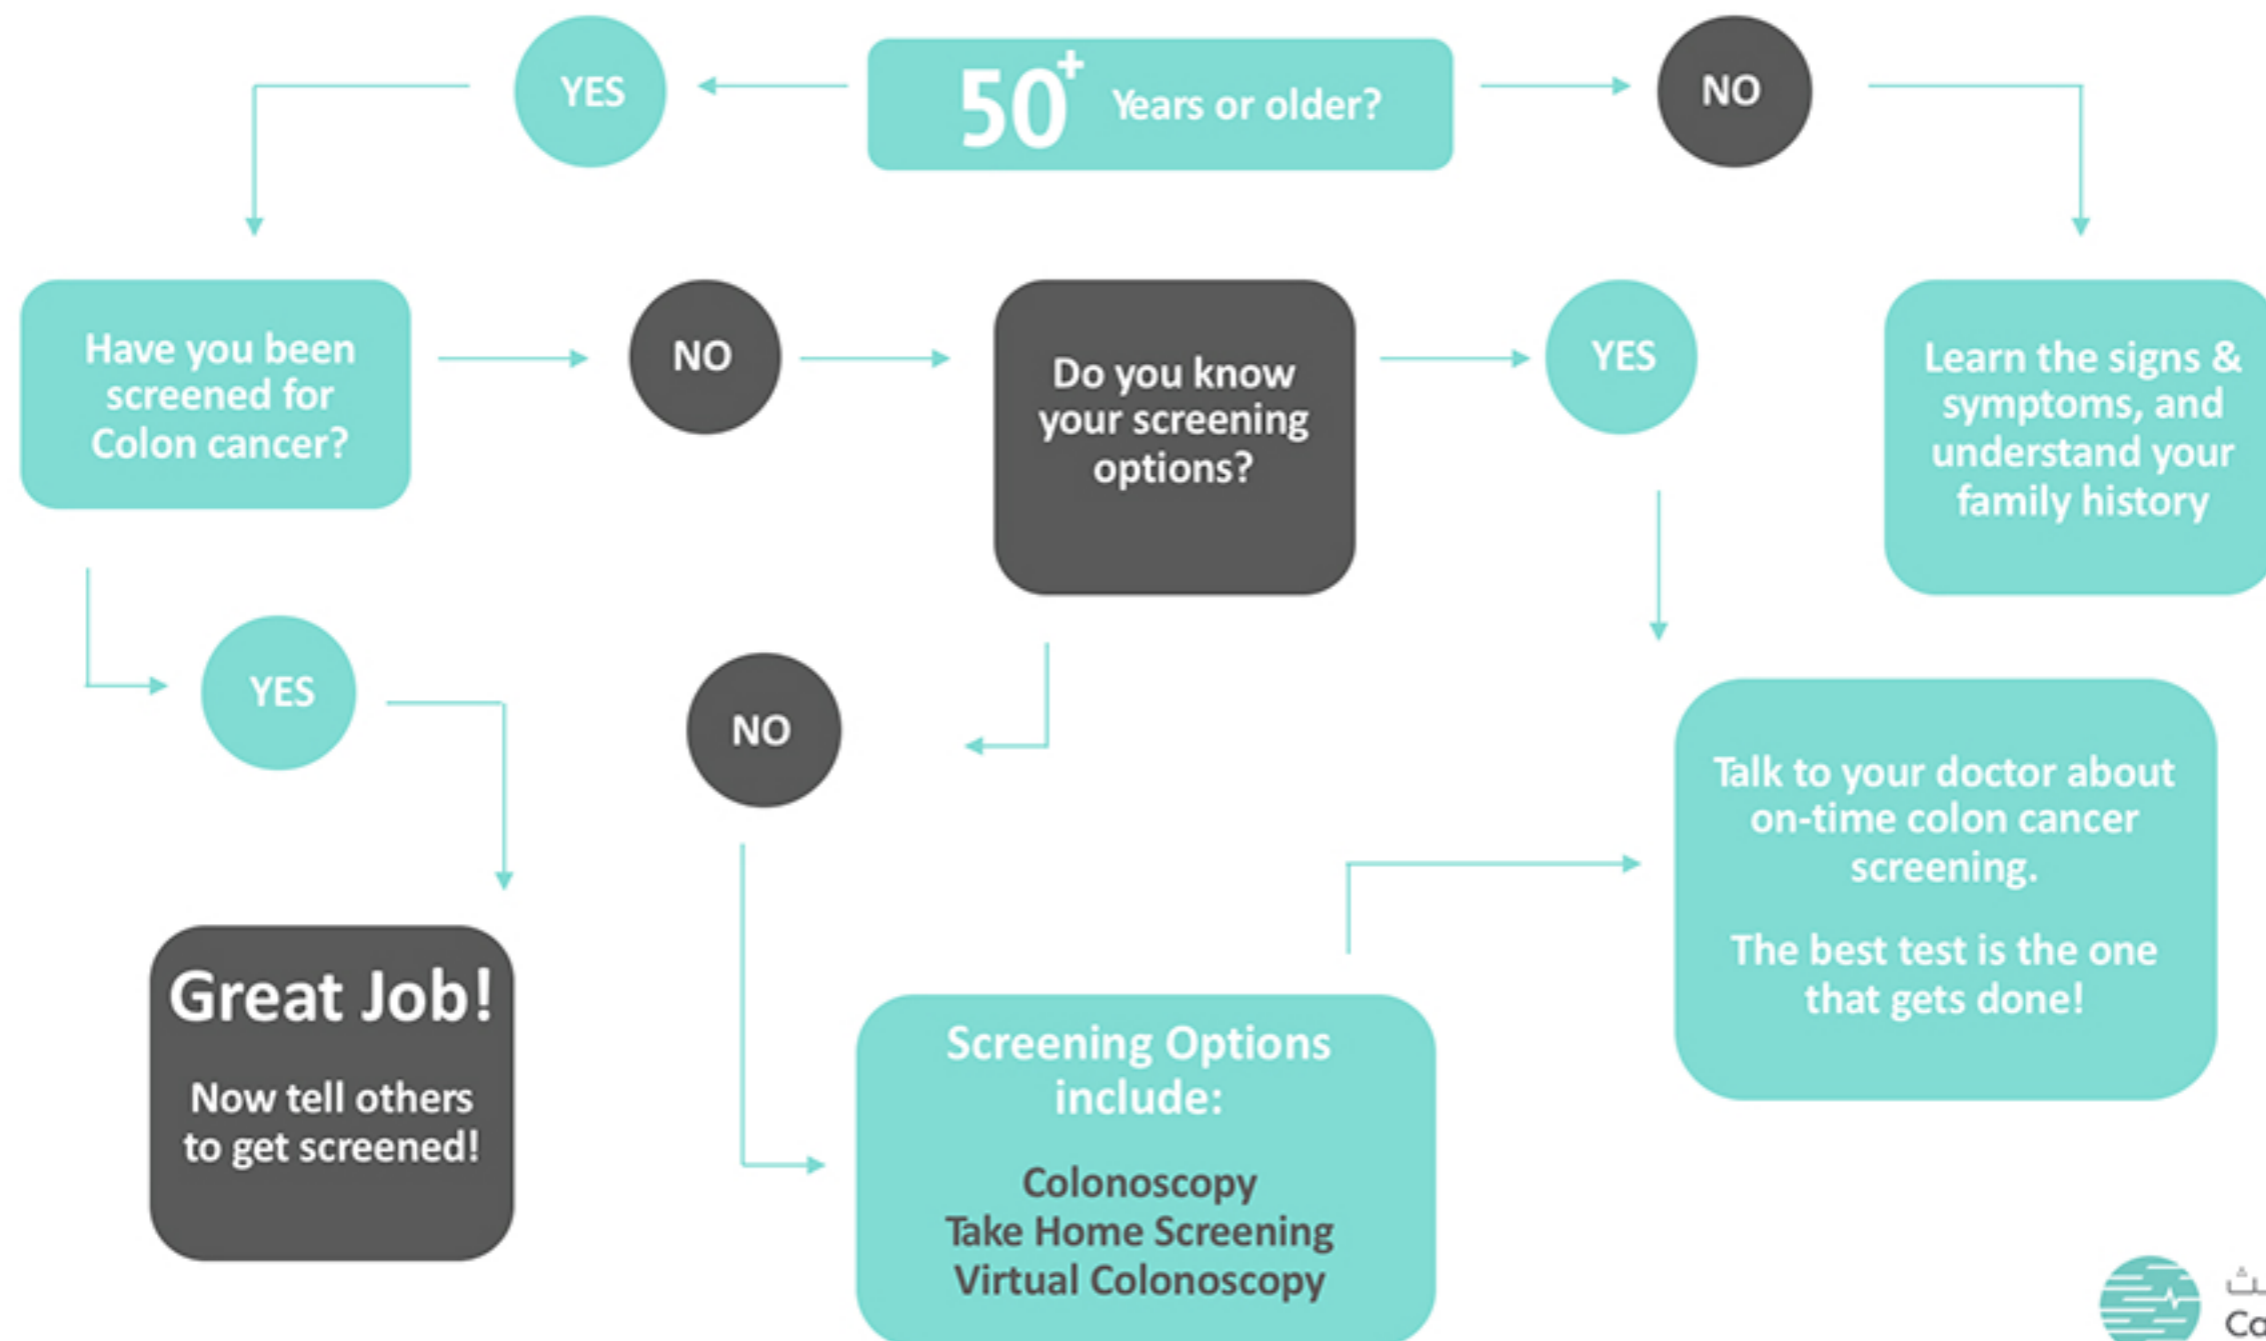 YES
50+ Years or older?
NO
Have you been
screened for
Colon cancer?
NO
Do you know
your screening
options?
YES
Learn the signs &
symptoms, and
understand your
family history
YES
NO
Great Job!
Now tell others
to get screened!
Screening Options
include:
Colonoscopy
Take Home Screening
Virtual Colonoscopy
Talk to your doctor about
on-time colon cancer
screening.
The best test is the one
that gets done!